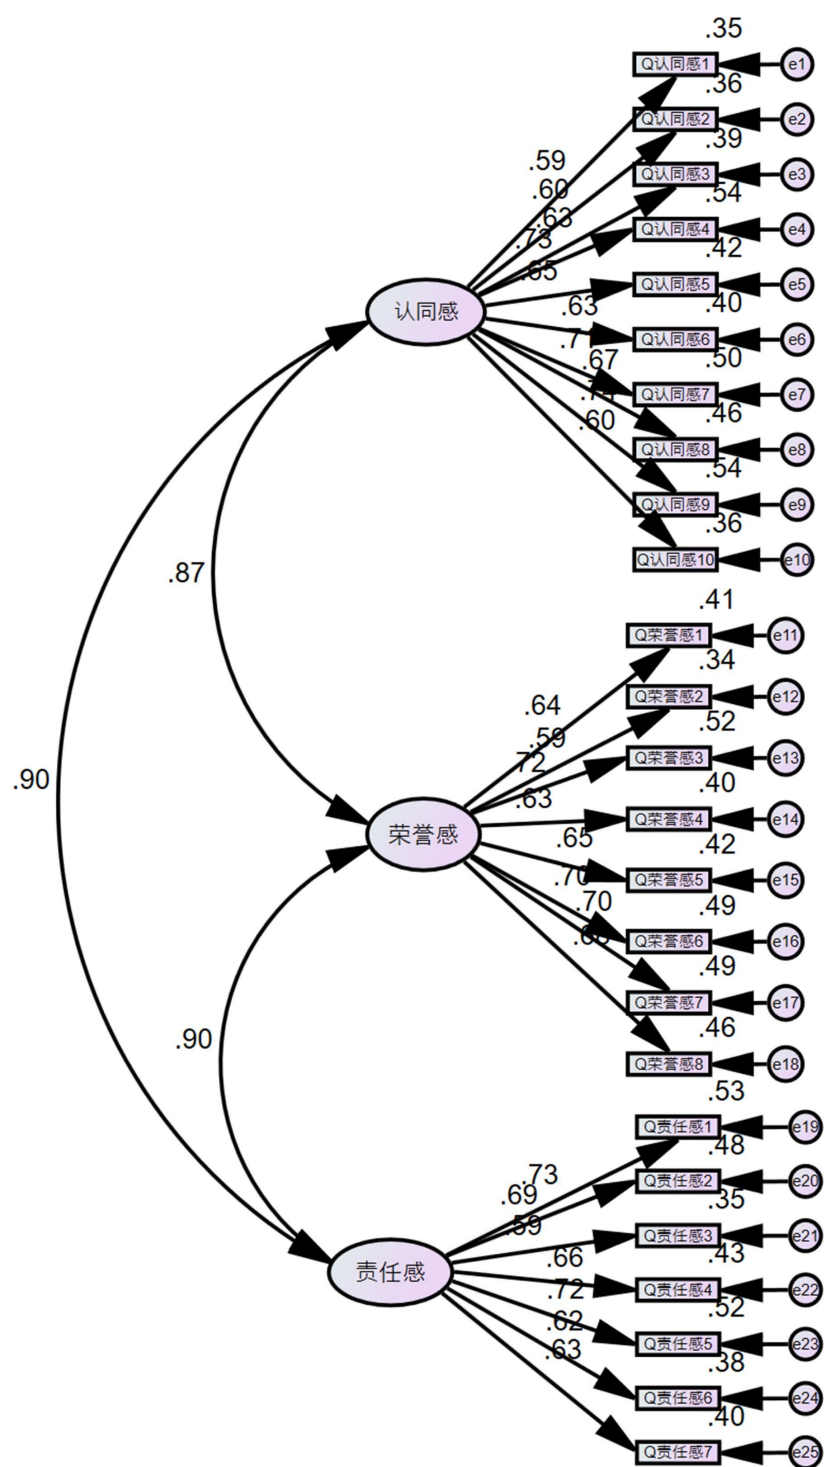 .35
Q认同感1
e1
.36
Q认同感2
e2
.39
Q认同感3
e3
.54
Q认同感4
e4
.42
Q认同感5
e5
.40
Q认同感6
e6
.50
Q认同感7
e7
.46
Q认同感8
e8
.54
Q认同感9
e9
.36
Q认同感10
e10
.59
.60
.63
.73
.65
.63
.71
.67
.74
.60
认同感
.87
.90
.41
Q荣誉感1
e11
.34
Q荣誉感2
e12
.52
Q荣誉感3
e13
.40
Q荣誉感4
e14
.42
Q荣誉感5
e15
.49
Q荣誉感6
e16
.49
Q荣誉感7
e17
.46
Q荣誉感8
e18
.64
.59
.72
.63
.65
.70
.70
.68
荣誉感
.90
.53
Q责任感1
e19
.48
Q责任感2
e20
.35
Q责任感3
e21
.43
Q责任感4
e22
.52
Q责任感5
e23
.38
Q责任感6
e24
.40
Q责任感7
e25
.73
.69
.59
.66
.72
.62
.63
责任感